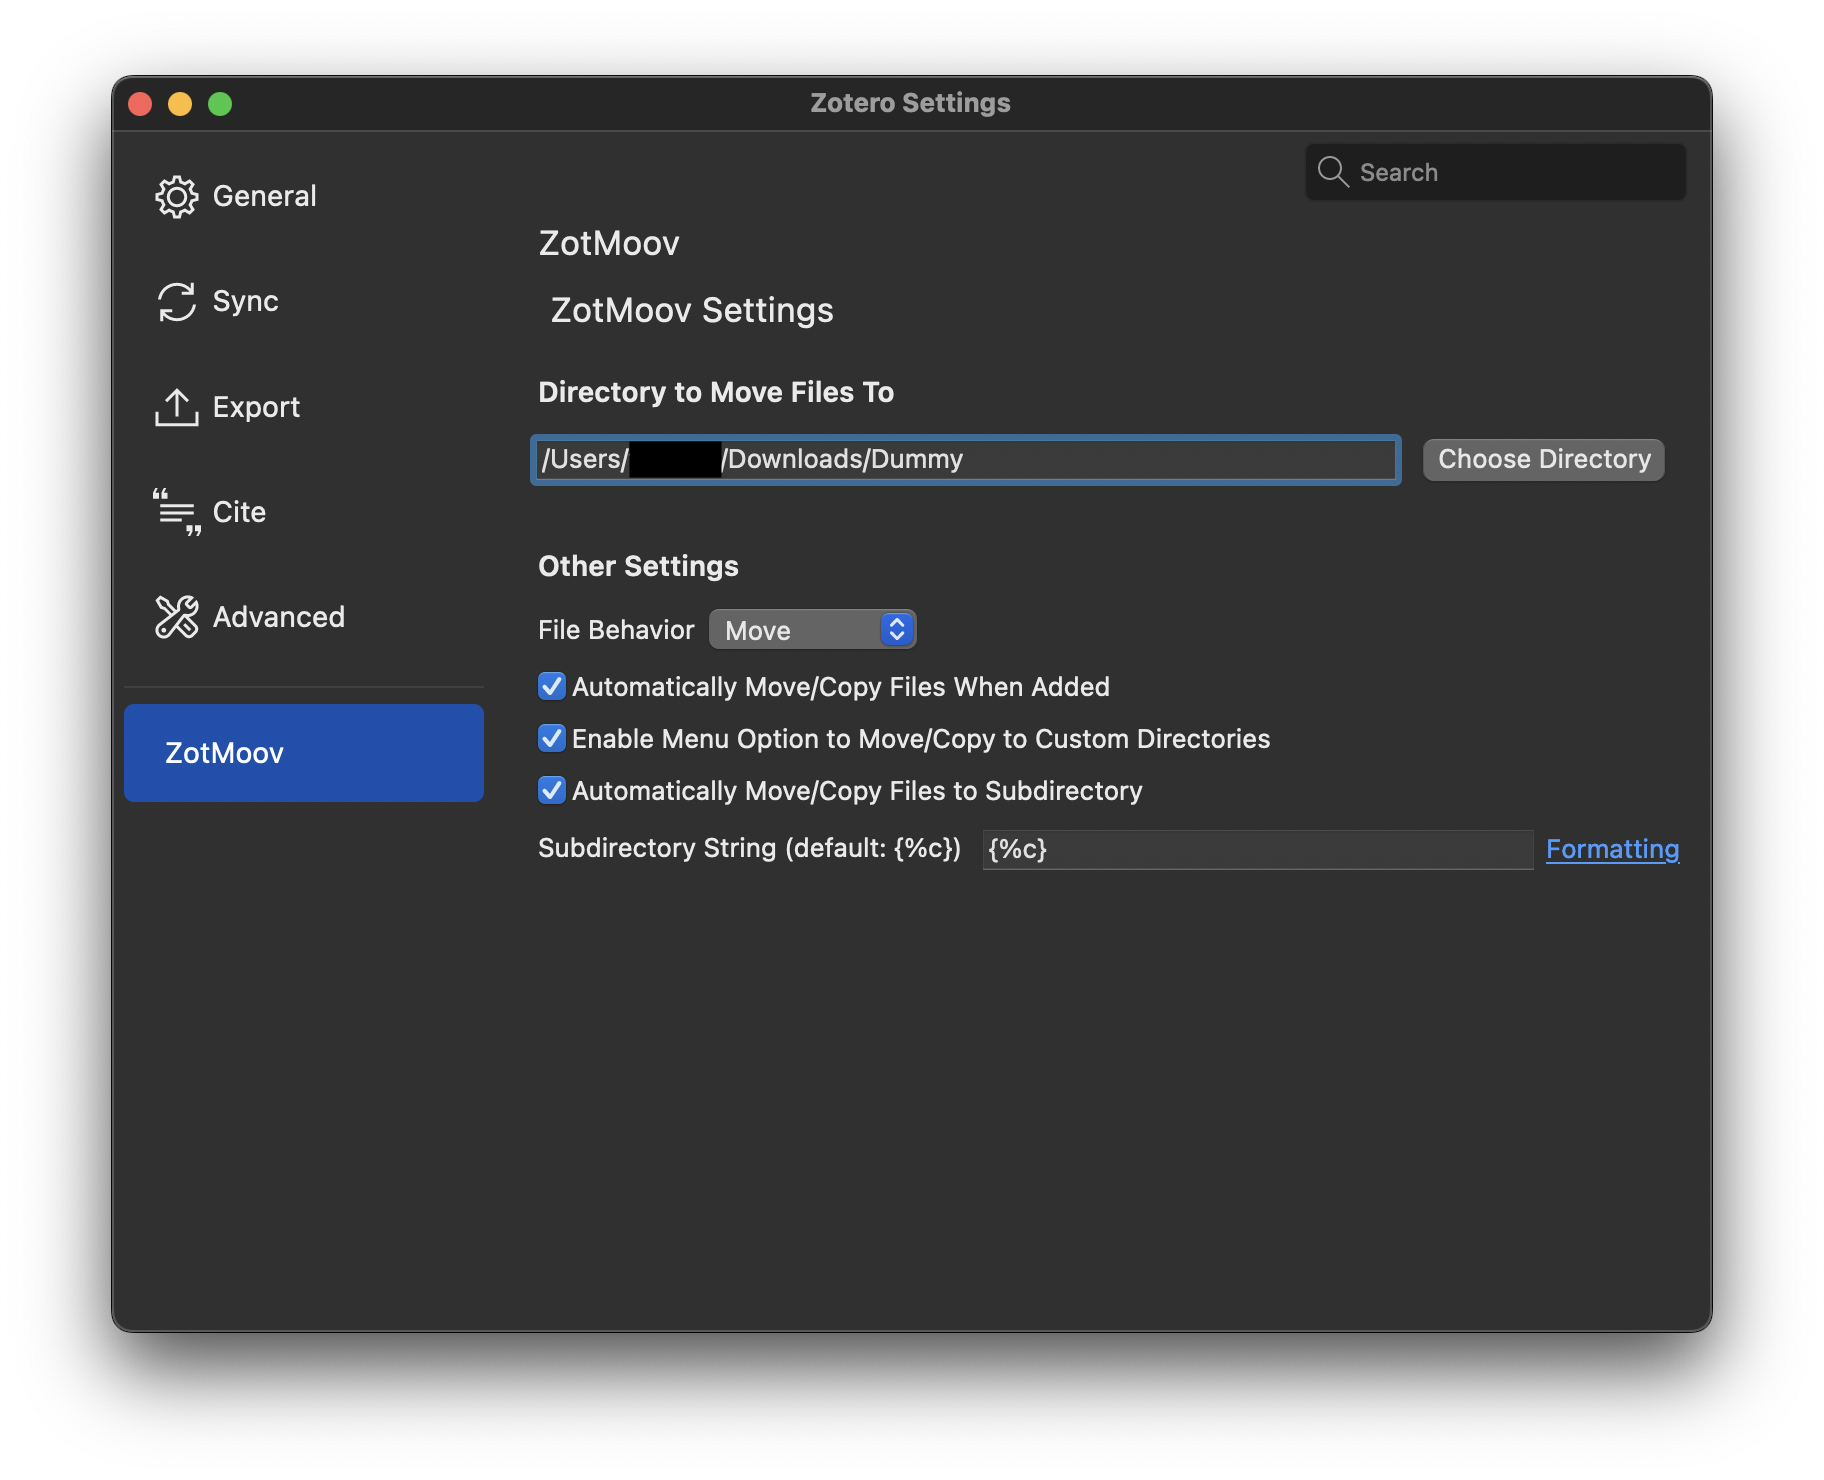 Zotero Settings
Search
General
Sync
Export
Cite
Advanced
ZotMoov
ZotMoov
ZotMoov Settings
Directory to Move Files To
/Users/ /Downloads/Dummy
Choose Directory
Other Settings
File Behavior Move
Automatically Move/Copy Files When Added
Enable Menu Option to Move/Copy to Custom Directories
Automatically Move/Copy Files to Subdirectory
Subdirectory String (default: {%c}) {%c} Formatting